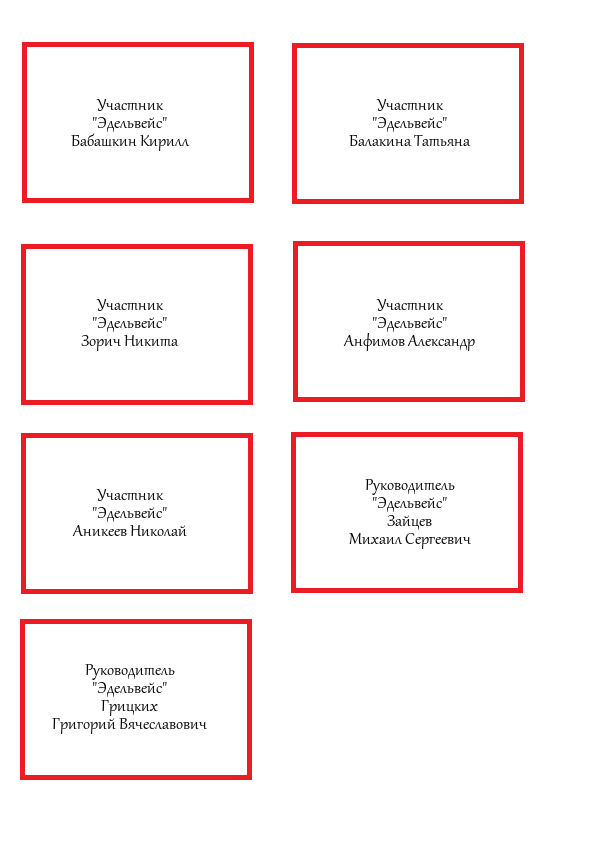 Участник
"Эдельвейс"
Бабашкин Кирилл
Участник
"Эдельвейс"
Балакина Татьяна
Участник
"Эдельвейс"
Зорич Никита
Участник
"Эдельвейс"
Анфимов Александр
Участник
"Эдельвейс"
Аникеев Николай
Руководитель
"Эдельвейс"
Зайцев
Михаил Сергеевич
Руководитель
"Эдельвейс"
Грицких
Григорий Вячеславович